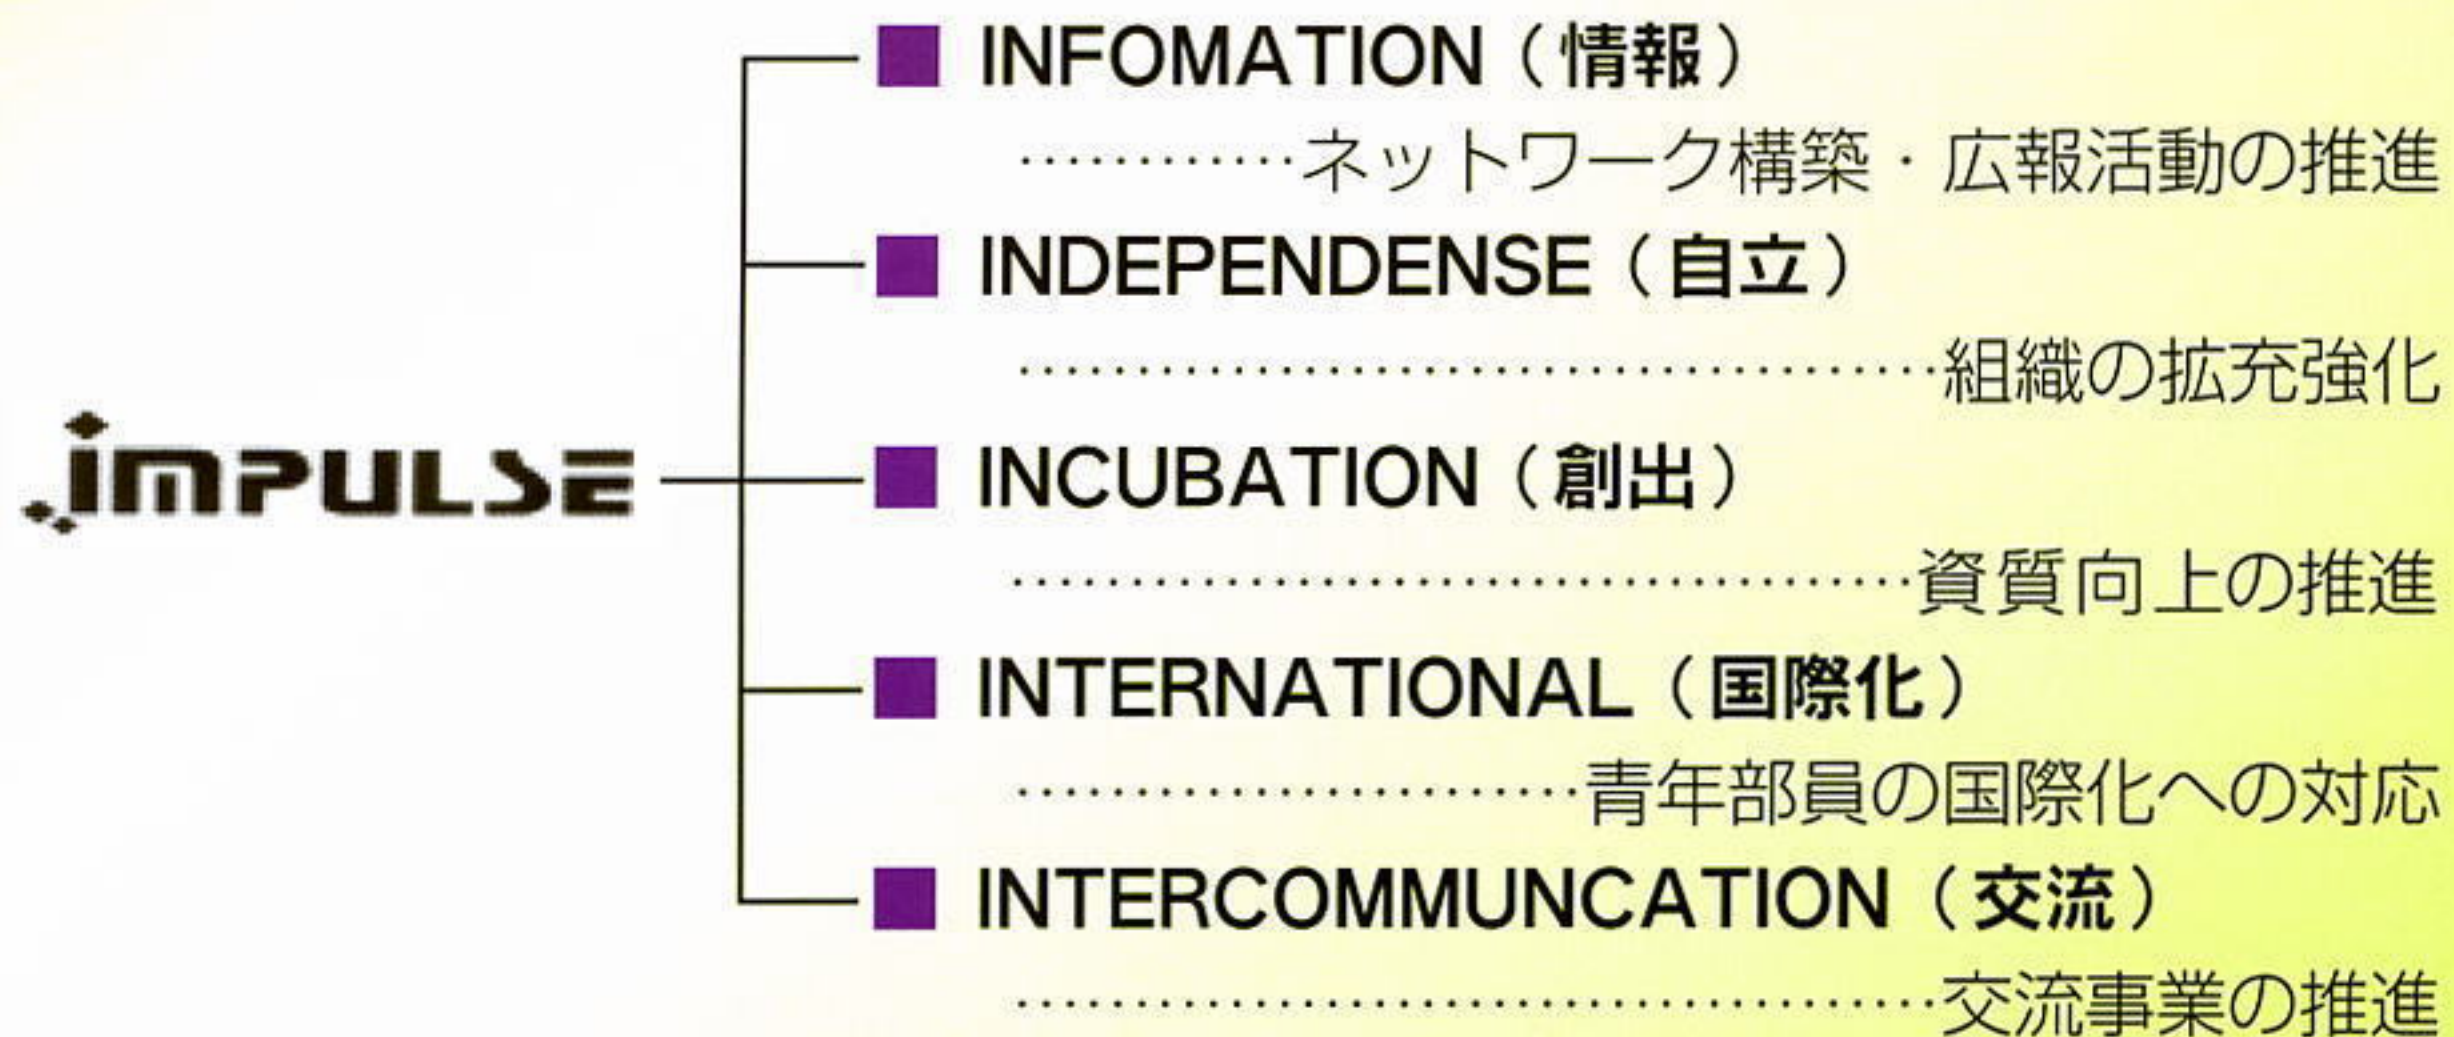 impulse
INFOMATION（情報）
…………ネットワーク構築・広報活動の推進
INDEPENDENSE（自立）
……………………………………組織の拡充強化
INCUBATION（創出）
……………………………………資質向上の推進
INTERNATIONAL（国際化）
………………………青年部員の国際化への対応
INTERCOMMUNCATION（交流）
……………………………………交流事業の推進